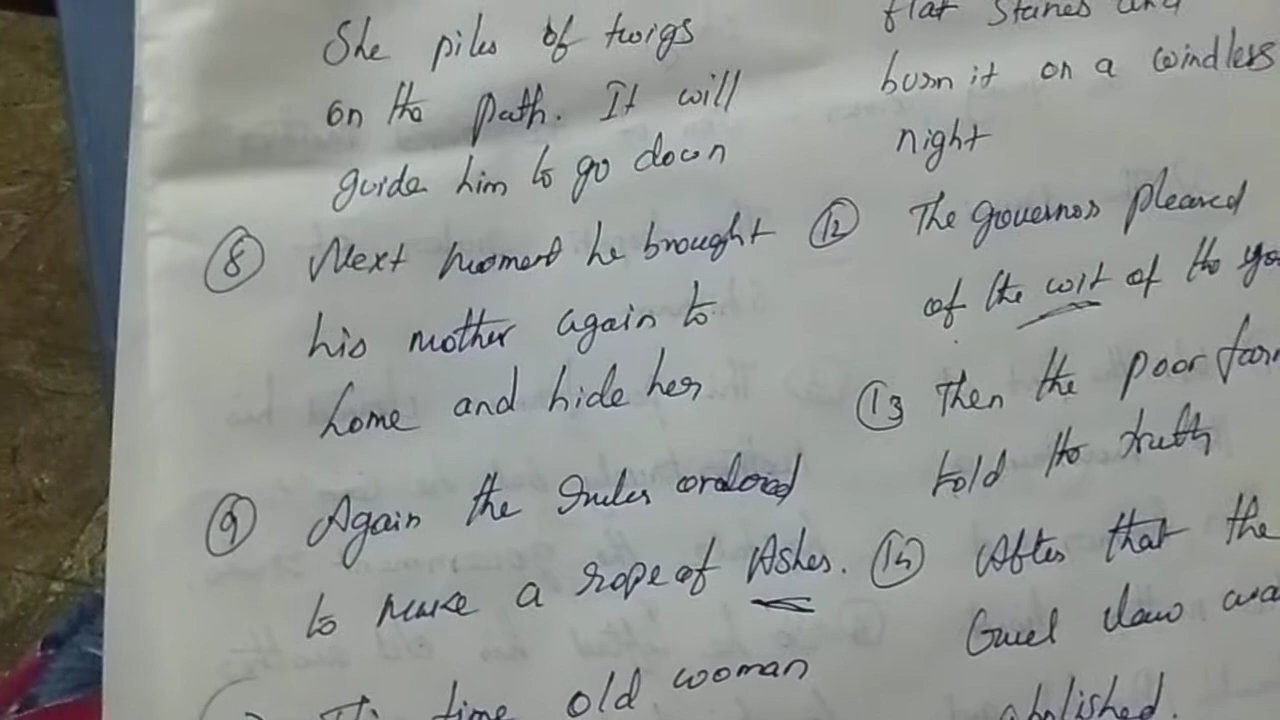 She piles of twigs
on the path. It will
guide him to go down
⑧ Next moment he brought
his mother again to
home and hide her
⑨ Again the ruler ordered
to make a rope of Ashes.
time old woman
flat stones and
burn it on a windless
night
⑫ The governor pleased
of the wit of the
⑬ Then the poor
told the truth
⑭ After that the
Cruel law
abolished.